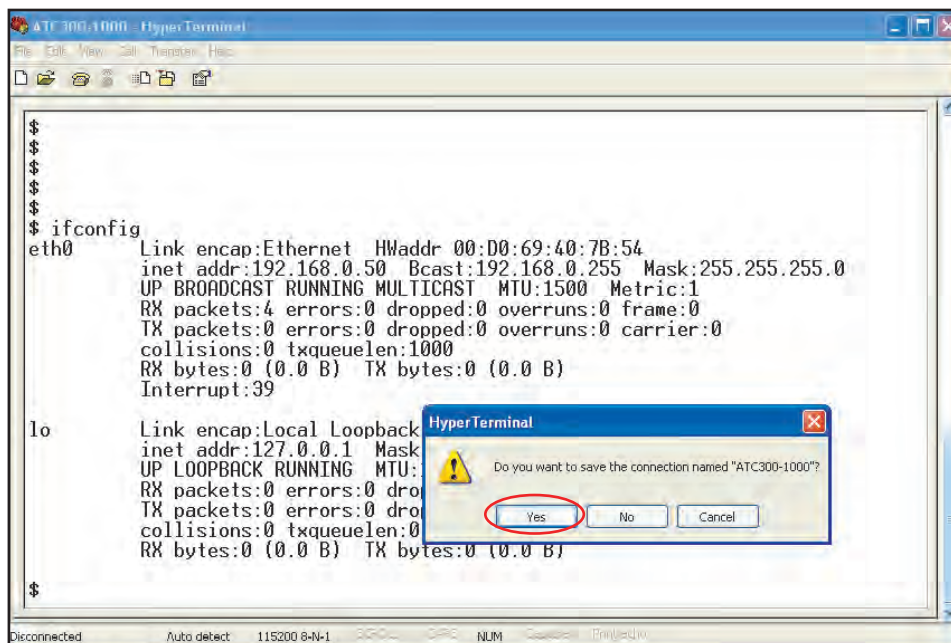 ATC300-1000 - HyperTerminal
File Edit View Call Transfer Help
$
$
$
$
$
$ ifconfig
eth0 Link encap:Ethernet HWaddr 00:D0:69:40:7B:54
inet addr:192.168.0.50 Bcast:192.168.0.255 Mask:255.255.255.0
UP BROADCAST RUNNING MULTICAST MTU:1500 Metric:1
RX packets:4 errors:0 dropped:0 overruns:0 frame:0
TX packets:0 errors:0 dropped:0 overruns:0 carrier:0
collisions:0 txqueuelen:1000
RX bytes:0 (0.0 B) TX bytes:0 (0.0 B)
Interrupt:39
lo Link encap:Local Loopback
inet addr:127.0.0.1 Mask
UP LOOPBACK RUNNING MTU:
RX packets:0 errors:0 dro
TX packets:0 errors:0 dro
collisions:0 txqueuelen:0
RX bytes:0 (0.0 B) TX bytes:0 (0.0 B)
$
HyperTerminal
Do you want to save the connection named "ATC300-1000"?
Yes No Cancel
Disconnected Auto detect 115200 8-N-1 SCROLL CAPS NUM Capture Print echo